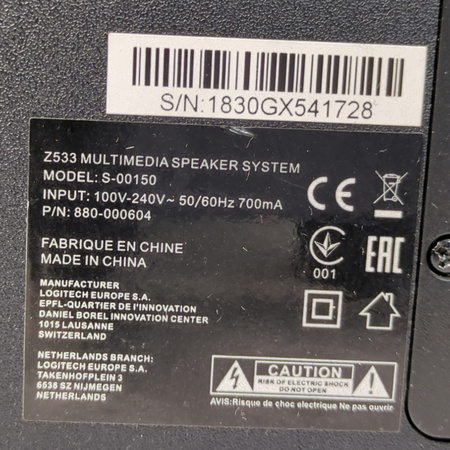 S/N:1830GX541728
Z533 MULTIMEDIA SPEAKER SYSTEM
MODEL: S-00150
INPUT: 100V-240V~ 50/60Hz 700mA
P/N: 880-000604
CE
FABRIQUE EN CHINE
MADE IN CHINA
001
EAC
MANUFACTURER
LOGITECH EUROPE S.A.
EPFL-QUARTIER DE I'INNOVATION
DANIEL BOREL INNOVATION CENTER
1015 LAUSANNE
SWITZERLAND
NETHERLANDS BRANCH:
LOGITECH EUROPE S.A.
TAKENHOFPLEIN 3
6538 SZ NIJMEGEN
NETHERLANDS
CAUTION
RISK OF ELECTRIC SHOCK
DO NOT OPEN
AVIS:Risque de choc electrique Ne pas ouvrir